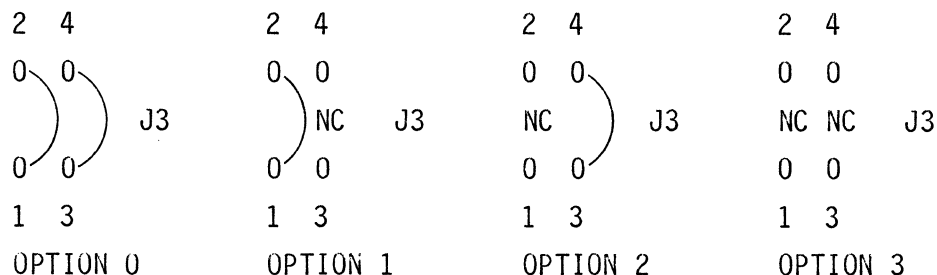 2 4 2 4 2 4 2 4
0 0 0 0 0 0 0 0
J3 NC J3 NC J3 NC NC J3
0 0 0 0 0 0 0 0
1 3 1 3 1 3 1 3
OPTION 0 OPTION 1 OPTION 2 OPTION 3